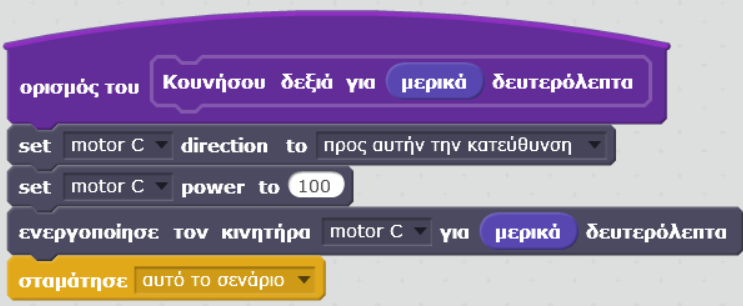 ορισμός του Κουνήσου δεξιά για μερικά δευτερόλεπτα
set motor C direction to προς αυτήν την κατεύθυνση
set motor C power to 100
ενεργοποίησε τον κινητήρα motor C για μερικά δευτερόλεπτα
σταμάτησε αυτό το σενάριο